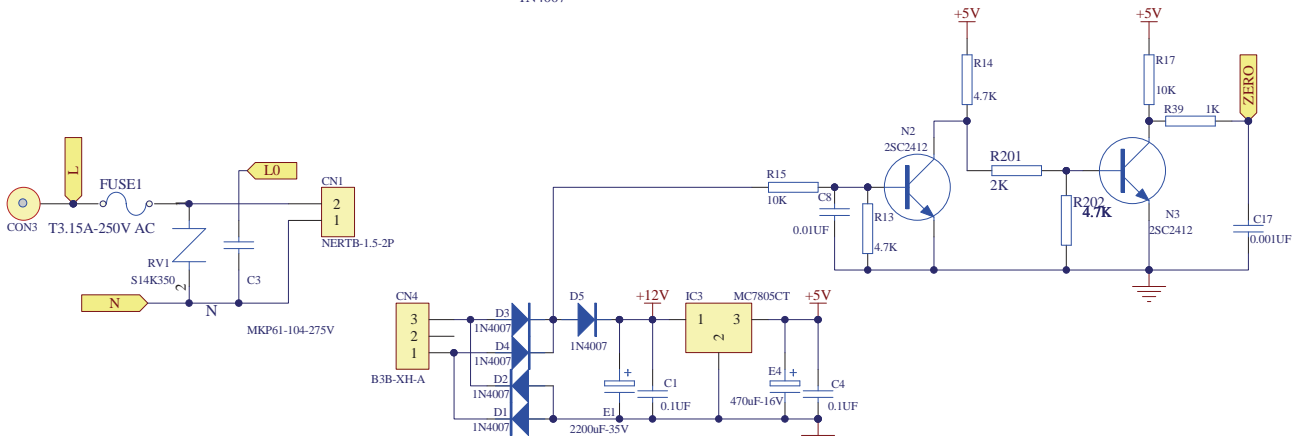 1N4007
+5V
+5V
R14
4.7K
R17
10K
R39
1K
ZERO
N2
2SC2412
L
FUSE1
L0
CN1
2
1
NERTB-1.5-2P
CON3
T3.15A-250V AC
1
RV1
S14K350
2
C3
N
N
MKP61-104-275V
R15
10K
C8
0.01UF
R13
4.7K
R201
2K
R202
4.7K
N3
2SC2412
C17
0.001UF
CN4
3
2
1
B3B-XH-A
D3
1N4007
D4
1N4007
D2
1N4007
D1
1N4007
D5
1N4007
+12V
IC3
MC7805CT
1
3
2
+5V
+
E1
2200uF-35V
C1
0.1UF
E4
+
470uF-16V
C4
0.1UF